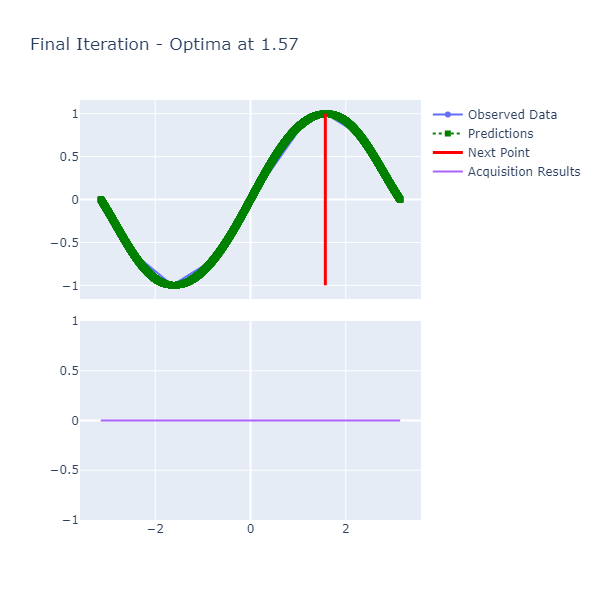 Final Iteration - Optima at 1.57
1
0.5
0
−0.5
−1
Observed Data
Predictions
Next Point
Acquisition Results
1
0.5
0
−0.5
−1
−2
0
2